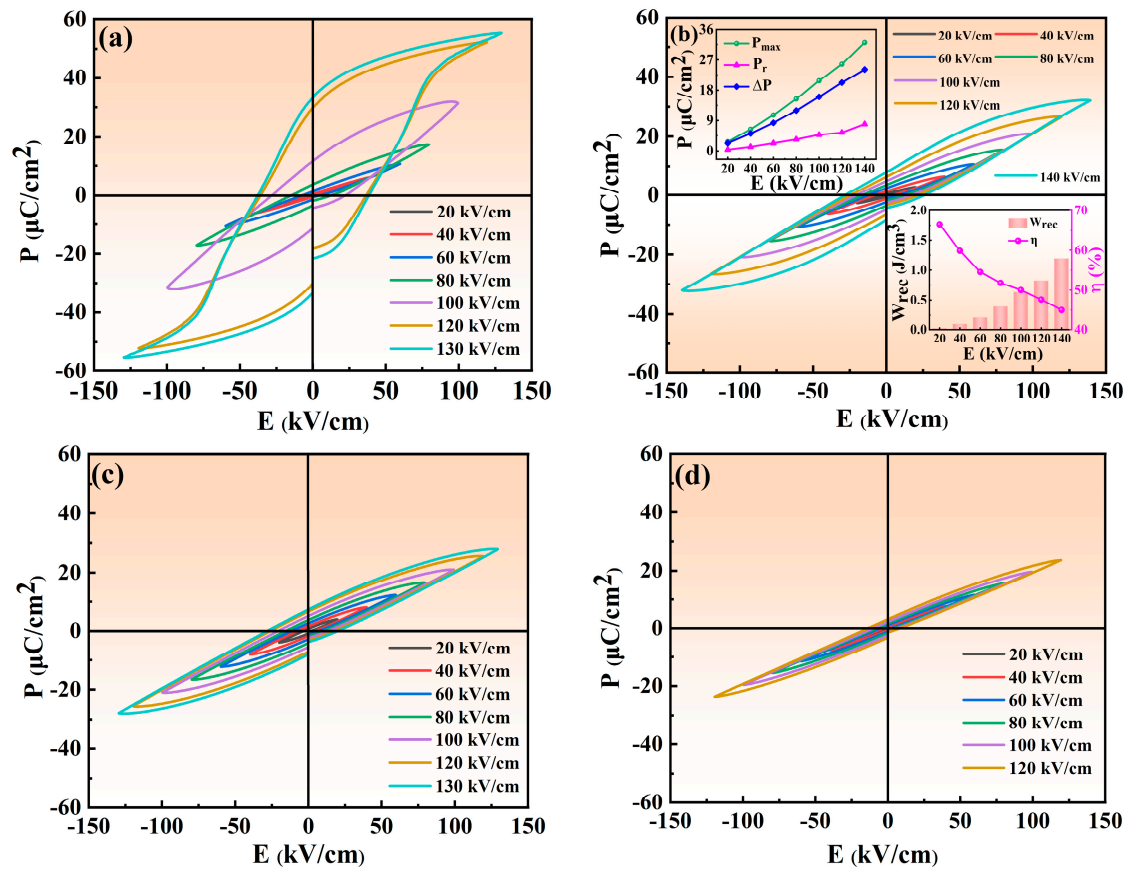 (a)
P (μC/cm²)
60
40
20
0
-20
-40
-60
-150 -100 -50 0 50 100 150
E (kV/cm)
20 kV/cm
40 kV/cm
60 kV/cm
80 kV/cm
100 kV/cm
120 kV/cm
130 kV/cm
(b)
P (μC/cm²)
60
40
20
0
-20
-40
-60
-150 -100 -50 0 50 100 150
E (kV/cm)
20 kV/cm 40 kV/cm
60 kV/cm 80 kV/cm
100 kV/cm
120 kV/cm
140 kV/cm
P (μC/cm²)
36
27
18
9
0
20 40 60 80 100 120 140
E (kV/cm)
Pmax
Pr
ΔP
Wrec (J/cm³)
2.0
1.5
1.0
0.5
0.0
20 40 60 80 100 120 140
E (kV/cm)
Wrec
η
70
60
50
40
η (%)
(c)
P (μC/cm²)
60
40
20
0
-20
-40
-60
-150 -100 -50 0 50 100 150
E (kV/cm)
20 kV/cm
40 kV/cm
60 kV/cm
80 kV/cm
100 kV/cm
120 kV/cm
130 kV/cm
(d)
P (μC/cm²)
60
40
20
0
-20
-40
-60
-150 -100 -50 0 50 100 150
E (kV/cm)
20 kV/cm
40 kV/cm
60 kV/cm
80 kV/cm
100 kV/cm
120 kV/cm